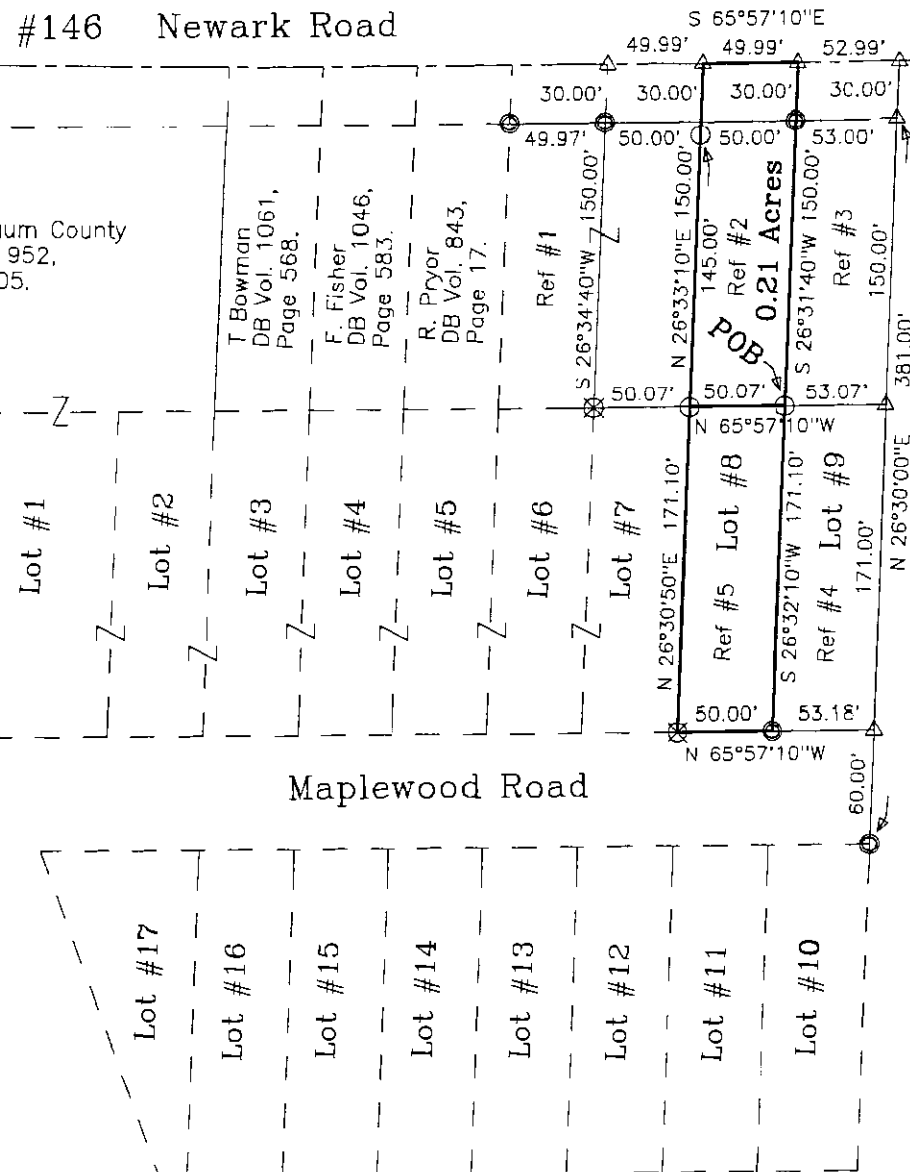 #146 Newark Road
S 65°57'10"E
49.99' 49.99' 52.99'
30.00' 30.00' 30.00' 30.00'
49.97' 50.00' 50.00' 53.00'
um County
952,
05.
T Bowman
DB Vol. 1061,
Page 568.
F. Fisher
DB Vol. 1046,
Page 583.
R. Pryor
DB Vol. 843,
Page 17.
Ref #1
S 26°34'40"W 150.00'
N 26°33'10"E 150.00'
145.00'
Ref #2
0.21 Acres
POB
S 26°31'40"W 150.00'
Ref #3
150.00'
381.00'
N 26°30'00"E
50.07' 50.07' 53.07'
N 65°57'10"W
Lot #1
Lot #2
Lot #3
Lot #4
Lot #5
Lot #6
Lot #7
N 26°30'50"E 171.10'
Ref #5 Lot #8
S 26°32'10"W 171.10'
Ref #4 Lot #9
171.00'
50.00' 53.18'
N 65°57'10"W
Maplewood Road
60.00'
Lot #17
Lot #16
Lot #15
Lot #14
Lot #13
Lot #12
Lot #11
Lot #10